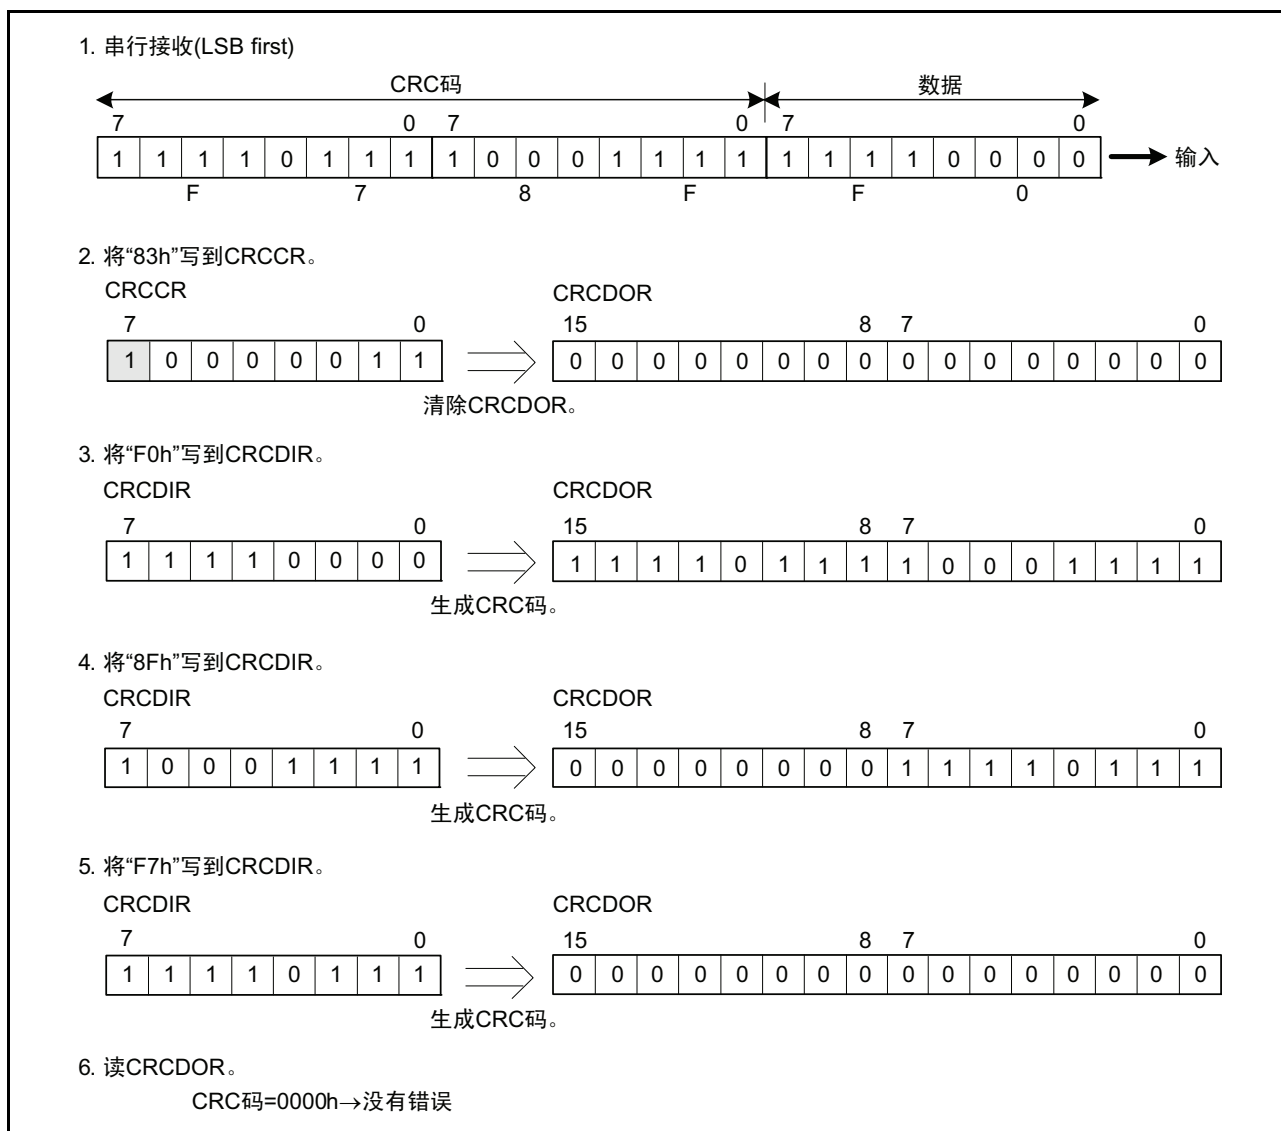 1. 串行接收(LSB first)
CRC码 数据
7 0 7 0 7 0
1 1 1 1 0 1 1 1 1 0 0 0 1 1 1 1 1 1 1 1 0 0 0 0 输入
F 7 8 F F 0
2. 将“83h”写到CRCCR。
CRCCR CRCDOR
7 0 15 8 7 0
1 0 0 0 0 0 1 1 0 0 0 0 0 0 0 0 0 0 0 0 0 0 0 0
清除CRCDOR。
3. 将“F0h”写到CRCDIR。
CRCDIR CRCDOR
7 0 15 8 7 0
1 1 1 1 0 0 0 0 1 1 1 1 0 1 1 1 1 0 0 0 1 1 1 1
生成CRC码。
4. 将“8Fh”写到CRCDIR。
CRCDIR CRCDOR
7 0 15 8 7 0
1 0 0 0 1 1 1 1 0 0 0 0 0 0 0 0 1 1 1 1 0 1 1 1
生成CRC码。
5. 将“F7h”写到CRCDIR。
CRCDIR CRCDOR
7 0 15 8 7 0
1 1 1 1 0 1 1 1 0 0 0 0 0 0 0 0 0 0 0 0 0 0 0 0
生成CRC码。
6. 读CRCDOR。
CRC码=0000h→没有错误